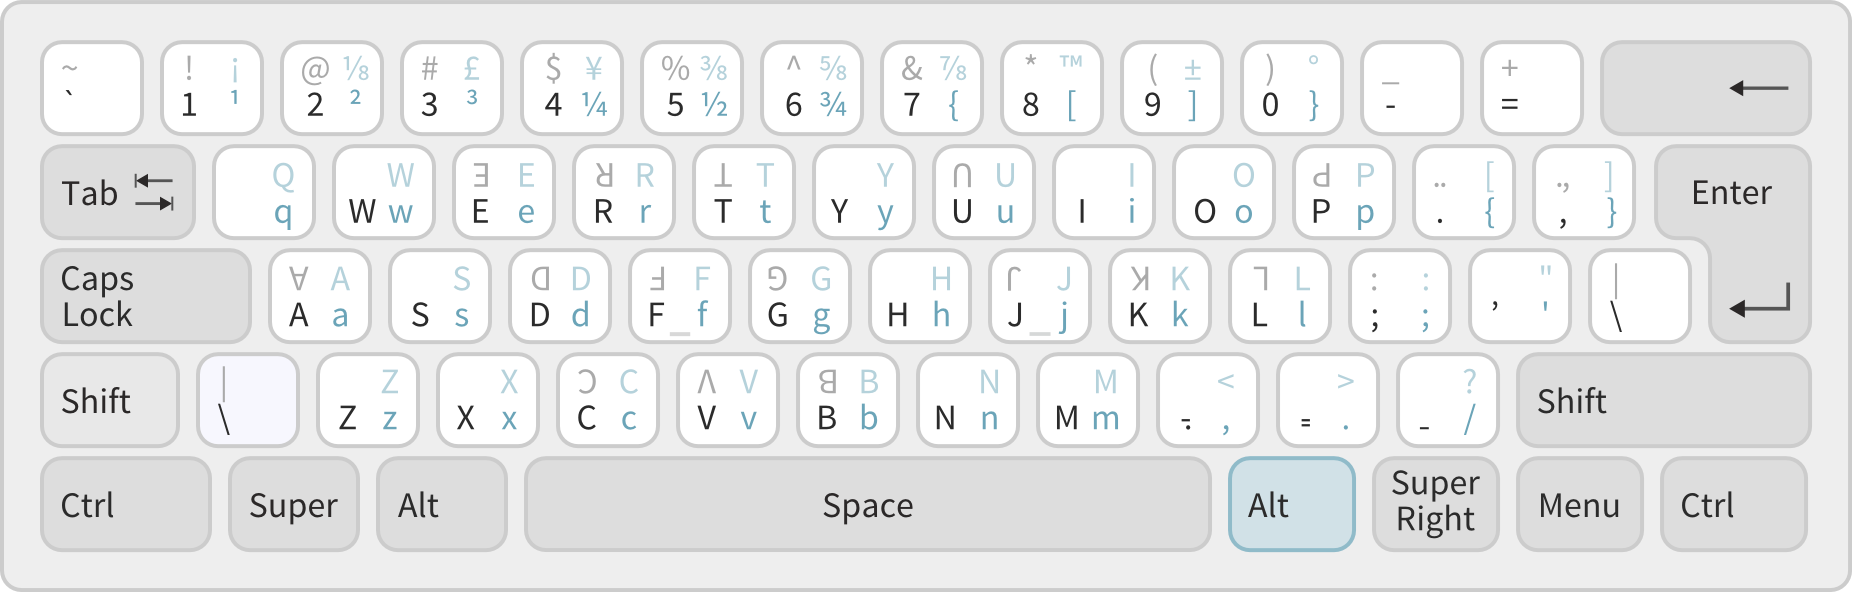 ~ ! ¡ @ ⅛ # £ $ ¥ % ⅜ ^ ⅝ & ⅞ * ™ ( ± ) ° _ +
` 1 ¹ 2 ² 3 ³ 4 ¼ 5 ½ 6 ¾ 7 { 8 [ 9 ] 0 } - =
Q W ꓱ E ꓤ R ꓕ T Y ꓵ U I O ꓒ P ꓺ [ ꓻ ]
Tab q ꓪ w ꓰ e ꓣ r ꓔ t ꓬ y ꓴ u ꓲ i ꓳ o ꓑ p ꓸ { ꓹ } Enter
Caps ꓯ A S ꓷ D ꓞ F ꓨ G H ꓩ J ꓘ K ꓶ L ꓽ : " |
Lock ꓮ a ꓢ s ꓓ d ꓝ f ꓖ g ꓧ h ꓙ j ꓗ k ꓡ l ꓼ ; ʼ ' \
| Z X ꓛ C ꓥ V ꓭ B N M < > ?
Shift \ ꓜ z ꓫ x ꓚ c ꓦ v ꓐ b ꓠ n ꓟ m ꓾ , ꓿ . ˍ / Shift
Ctrl Super Alt Space Alt Super Right Menu Ctrl